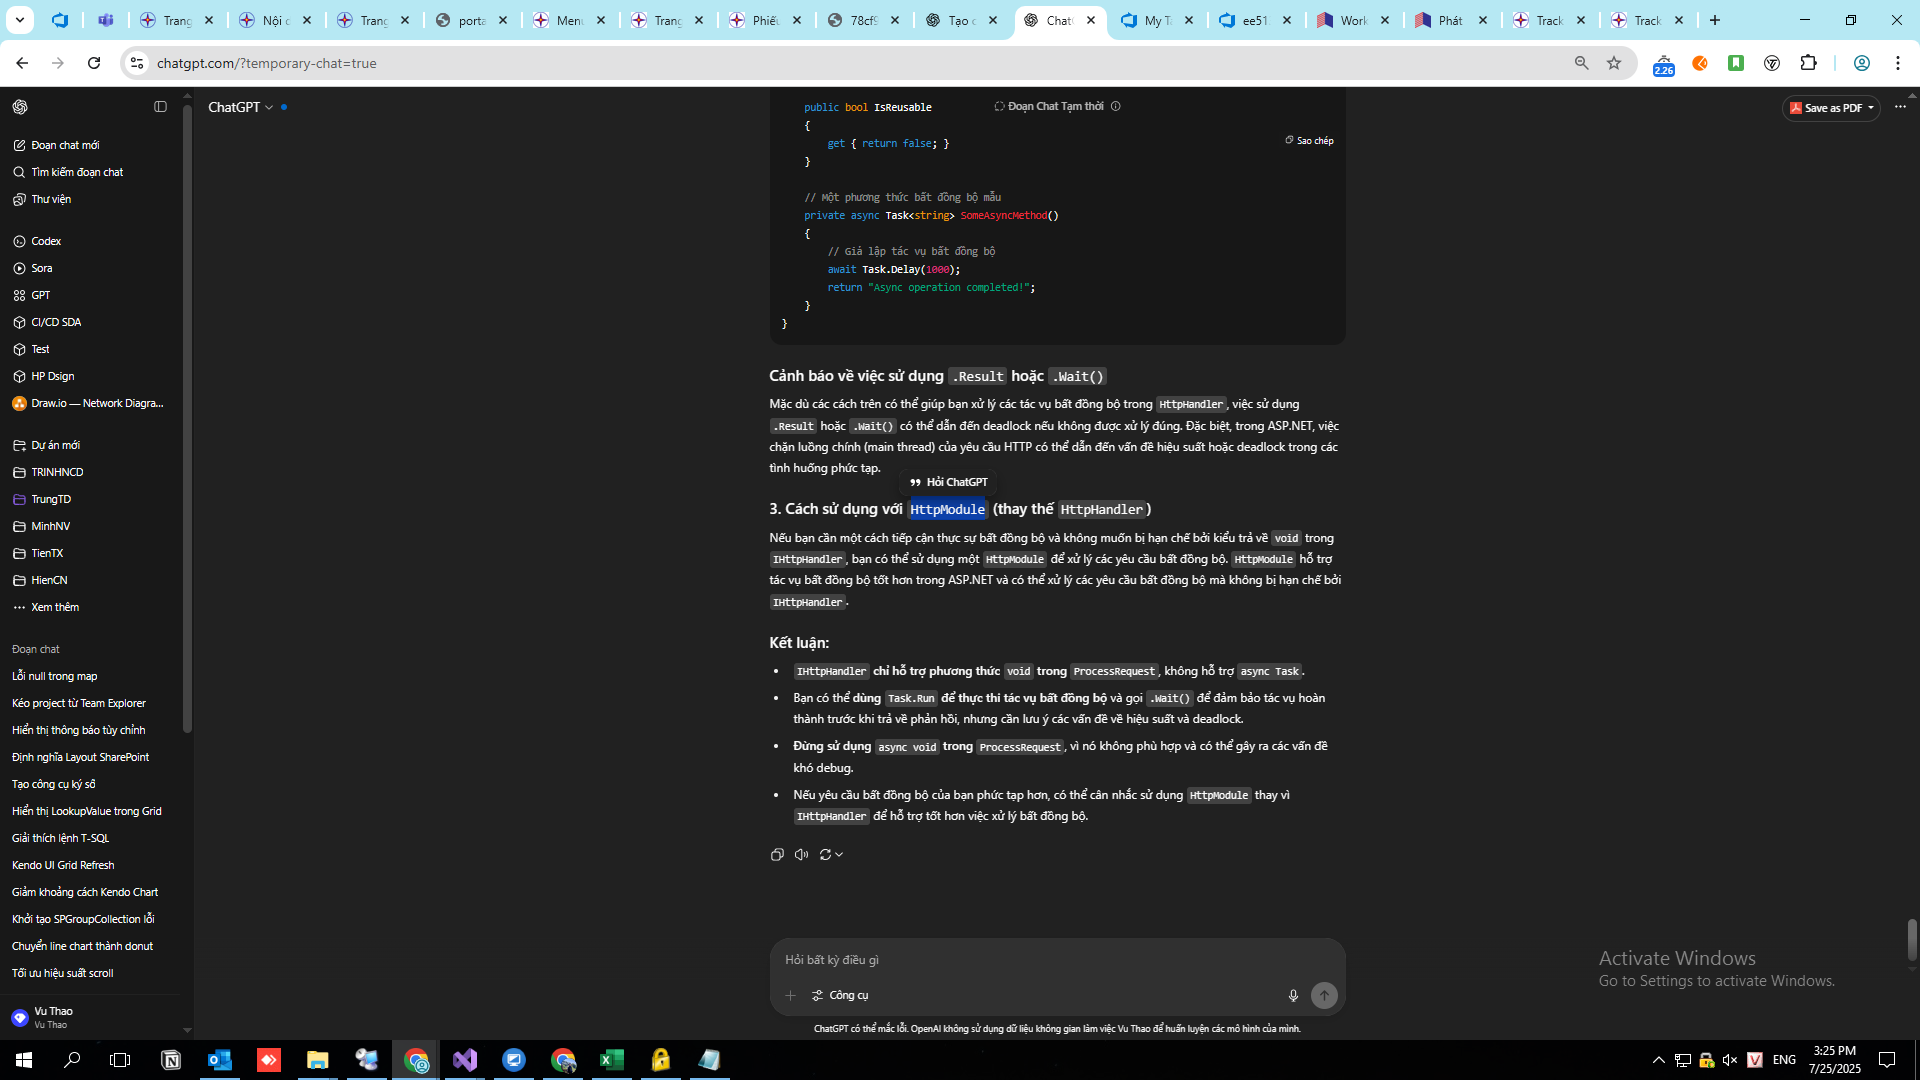 Trang
Nội d
Trang
porta
Menu
Trang
Phiếu
78cf9
Tạo c
Chat
My Ta
ee51
Work
Phát
Track
Track
chatgpt.com/?temporary-chat=true
2.26
ChatGPT
Đoạn Chat Tạm thời
Save as PDF
Đoạn chat mới
Tìm kiếm đoạn chat
Thư viện
Codex
Sora
GPT
CI/CD SDA
Test
HP Dsign
Draw.io — Network Diagra...
Dự án mới
TRINHNCD
TrungTD
MinhNV
TienTX
HienCN
Xem thêm
Đoạn chat
Lỗi null trong map
Kéo project từ Team Explorer
Hiển thị thông báo tùy chỉnh
Định nghĩa Layout SharePoint
Tạo công cụ ký số
Hiển thị LookupValue trong Grid
Giải thích lệnh T-SQL
Kendo UI Grid Refresh
Giảm khoảng cách Kendo Chart
Khởi tạo SPGroupCollection lỗi
Chuyển line chart thành donut
Tối ưu hiệu suất scroll
Vu Thao
Vu Thao
public bool IsReusable
{
get { return false; }
}
Sao chép
// Một phương thức bất đồng bộ mẫu
private async Task<string> SomeAsyncMethod()
{
// Giả lập tác vụ bất đồng bộ
await Task.Delay(1000);
return "Async operation completed!";
}
}
Cảnh báo về việc sử dụng .Result hoặc .Wait()
Mặc dù các cách trên có thể giúp bạn xử lý các tác vụ bất đồng bộ trong HttpHandler, việc sử dụng
.Result hoặc .Wait() có thể dẫn đến deadlock nếu không được xử lý đúng. Đặc biệt, trong ASP.NET, việc
chặn luồng chính (main thread) của yêu cầu HTTP có thể dẫn đến vấn đề hiệu suất hoặc deadlock trong các
tình huống phức tạp.
Hỏi ChatGPT
3. Cách sử dụng với HttpModule (thay thế HttpHandler)
Nếu bạn cần một cách tiếp cận thực sự bất đồng bộ và không muốn bị hạn chế bởi kiểu trả về void trong
IHttpHandler, bạn có thể sử dụng một HttpModule để xử lý các yêu cầu bất đồng bộ. HttpModule hỗ trợ
tác vụ bất đồng bộ tốt hơn trong ASP.NET và có thể xử lý các yêu cầu bất đồng bộ mà không bị hạn chế bởi
IHttpHandler.
Kết luận:
• IHttpHandler chỉ hỗ trợ phương thức void trong ProcessRequest, không hỗ trợ async Task.
• Bạn có thể dùng Task.Run để thực thi tác vụ bất đồng bộ và gọi .Wait() để đảm bảo tác vụ hoàn
thành trước khi trả về phản hồi, nhưng cần lưu ý các vấn đề về hiệu suất và deadlock.
• Đừng sử dụng async void trong ProcessRequest, vì nó không phù hợp và có thể gây ra các vấn đề
khó debug.
• Nếu yêu cầu bất đồng bộ của bạn phức tạp hơn, có thể cân nhắc sử dụng HttpModule thay vì
IHttpHandler để hỗ trợ tốt hơn việc xử lý bất đồng bộ.
Hỏi bất kỳ điều gì
Công cụ
ChatGPT có thể mắc lỗi. OpenAI không sử dụng dữ liệu không gian làm việc Vu Thao để huấn luyện các mô hình của mình.
Activate Windows
Go to Settings to activate Windows.
ENG
3:25 PM
7/25/2025